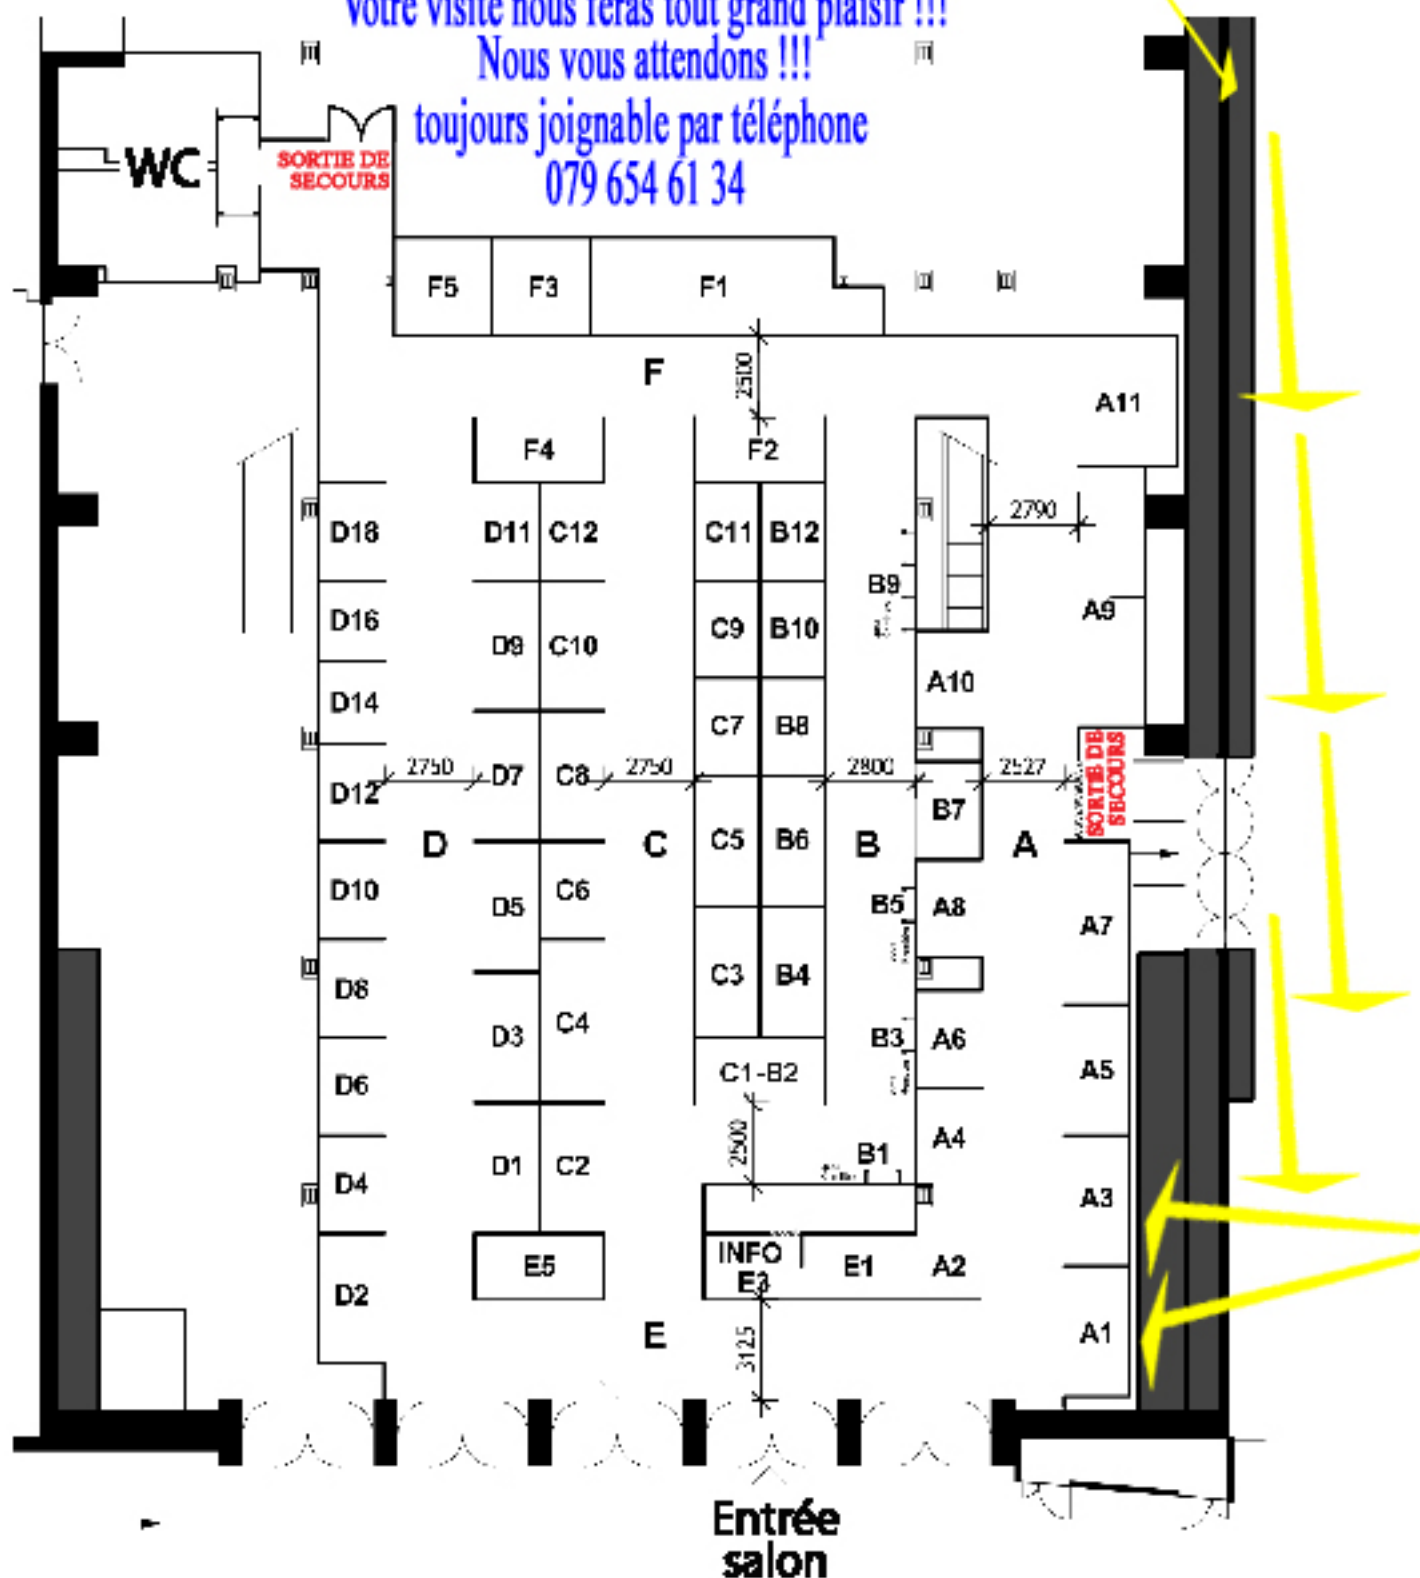 Votre visite nous feras tout grand plaisir !!!
Nous vous attendons !!!
toujours joignable par téléphone
079 654 61 34
WC
SORTIE DE
SECOURS
F5
F3
F1
F
2500
A11
F4
F2
D18
D11
C12
C11
B12
2790
B9
A9
D16
D9
C10
C9
B10
A10
D14
C7
B8
SORTIE DE
SECOURS
2750
2750
2800
2527
D12
D7
C8
B7
D
C
C5
B6
B
A
D10
C6
D5
B5
A8
A7
D8
C3
B4
D3
C4
B3
A6
A5
D6
C1-B2
2500
A4
D4
D1
C2
B1
A3
INFO
E5
E3
E1
A2
D2
E
3125
A1
Entrée
salon